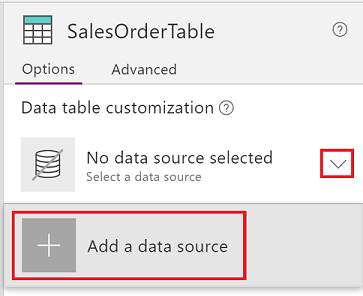 SalesOrderTable
Options Advanced
Data table customization
No data source selected
Select a data source
Add a data source